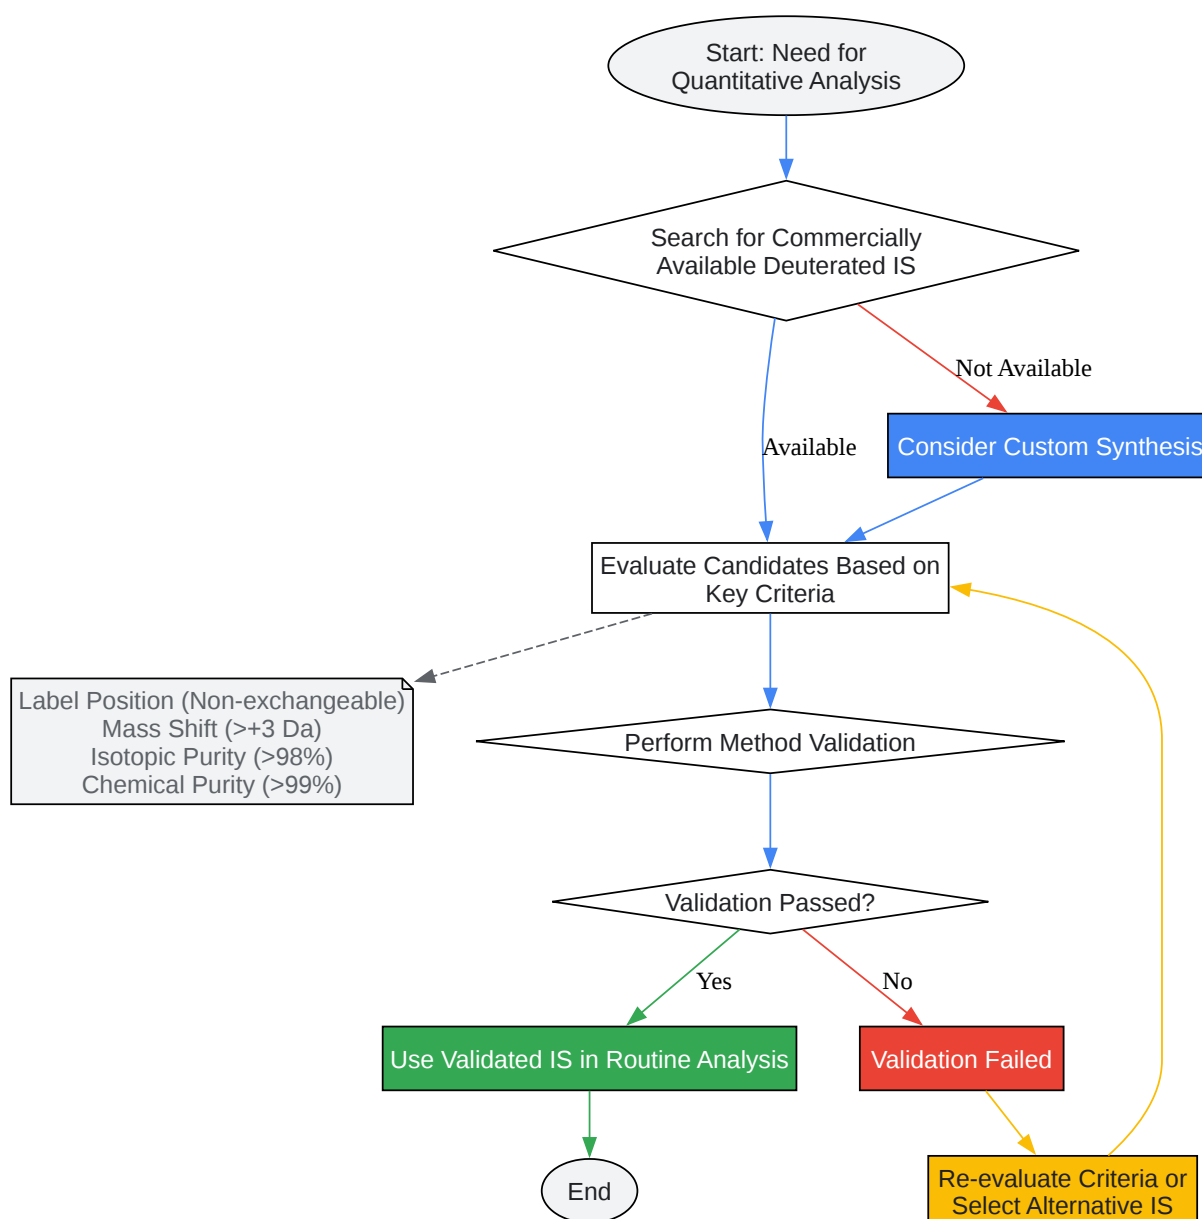 Start: Need for
Quantitative Analysis
Search for Commercially
Available Deuterated IS
Not Available
Consider Custom Synthesis
Available
Evaluate Candidates Based on
Key Criteria
Label Position (Non-exchangeable)
Mass Shift (>+3 Da)
Isotopic Purity (>98%)
Chemical Purity (>99%)
Perform Method Validation
Validation Passed?
Yes
No
Use Validated IS in Routine Analysis
Validation Failed
End
Re-evaluate Criteria or
Select Alternative IS